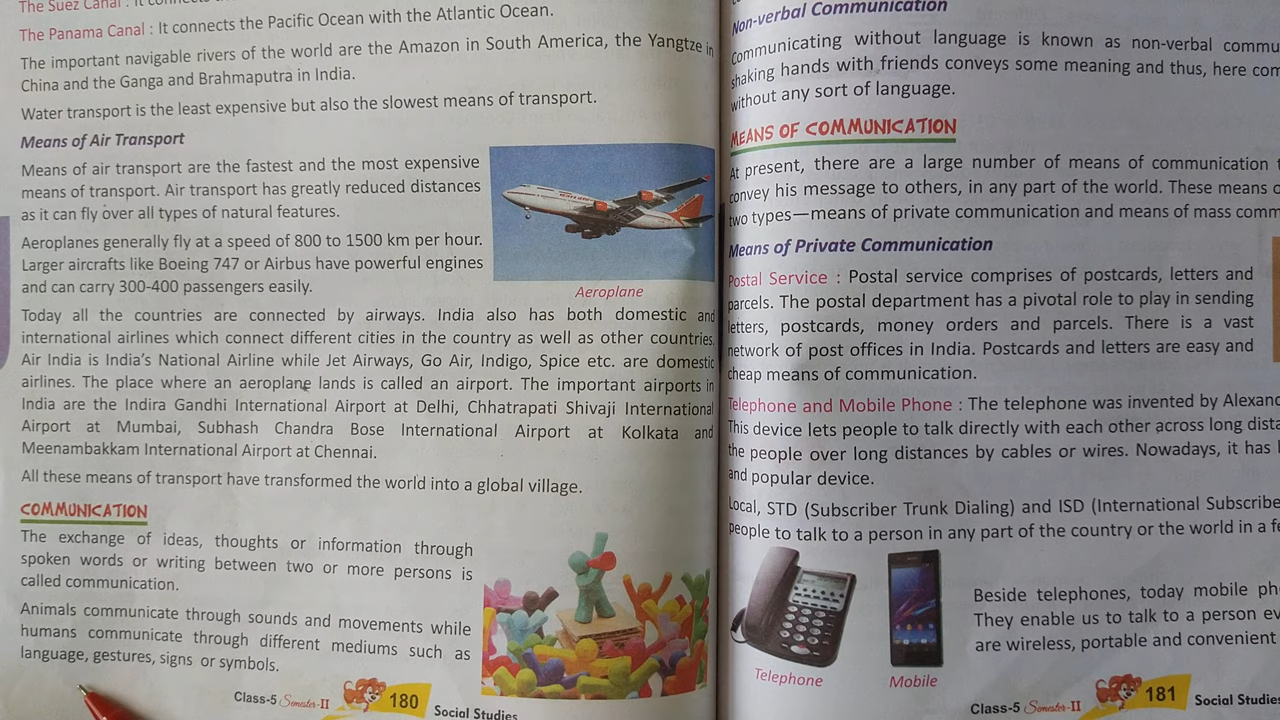 The Suez Canal : It connects
The Panama Canal : It connects the Pacific Ocean with the Atlantic Ocean.
The important navigable rivers of the world are the Amazon in South America, the Yangtze in
China and the Ganga and Brahmaputra in India.
Water transport is the least expensive but also the slowest means of transport.
Means of Air Transport
Means of air transport are the fastest and the most expensive
means of transport. Air transport has greatly reduced distances
as it can fly over all types of natural features.
Aeroplanes generally fly at a speed of 800 to 1500 km per hour.
Larger aircrafts like Boeing 747 or Airbus have powerful engines
and can carry 300-400 passengers easily.
Aeroplane
Today all the countries are connected by airways. India also has both domestic and
international airlines which connect different cities in the country as well as other countries.
Air India is India's National Airline while Jet Airways, Go Air, Indigo, Spice etc. are domestic
airlines. The place where an aeroplane lands is called an airport. The important airports in
India are the Indira Gandhi International Airport at Delhi, Chhatrapati Shivaji International
Airport at Mumbai, Subhash Chandra Bose International Airport at Kolkata and
Meenambakkam International Airport at Chennai.
All these means of transport have transformed the world into a global village.
COMMUNICATION
The exchange of ideas, thoughts or information through
spoken words or writing between two or more persons is
called communication.
Animals communicate through sounds and movements while
humans communicate through different mediums such as
language, gestures, signs or symbols.
Class-5 Semester-II 180 Social Studies
Non-verbal Communication
Communicating without language is known as non-verbal commu
shaking hands with friends conveys some meaning and thus, here com
without any sort of language.
MEANS OF COMMUNICATION
At present, there are a large number of means of communication t
convey his message to others, in any part of the world. These means o
two types—means of private communication and means of mass comm
Means of Private Communication
Postal Service : Postal service comprises of postcards, letters and
parcels. The postal department has a pivotal role to play in sending
letters, postcards, money orders and parcels. There is a vast
network of post offices in India. Postcards and letters are easy and
cheap means of communication.
Telephone and Mobile Phone : The telephone was invented by Alexand
This device lets people to talk directly with each other across long dista
the people over long distances by cables or wires. Nowadays, it has
and popular device.
Local, STD (Subscriber Trunk Dialing) and ISD (International Subscribe
people to talk to a person in any part of the country or the world in a fe
Telephone
Mobile
Beside telephones, today mobile ph
They enable us to talk to a person ev
are wireless, portable and convenient
Class-5 Semester-II 181 Social Studies